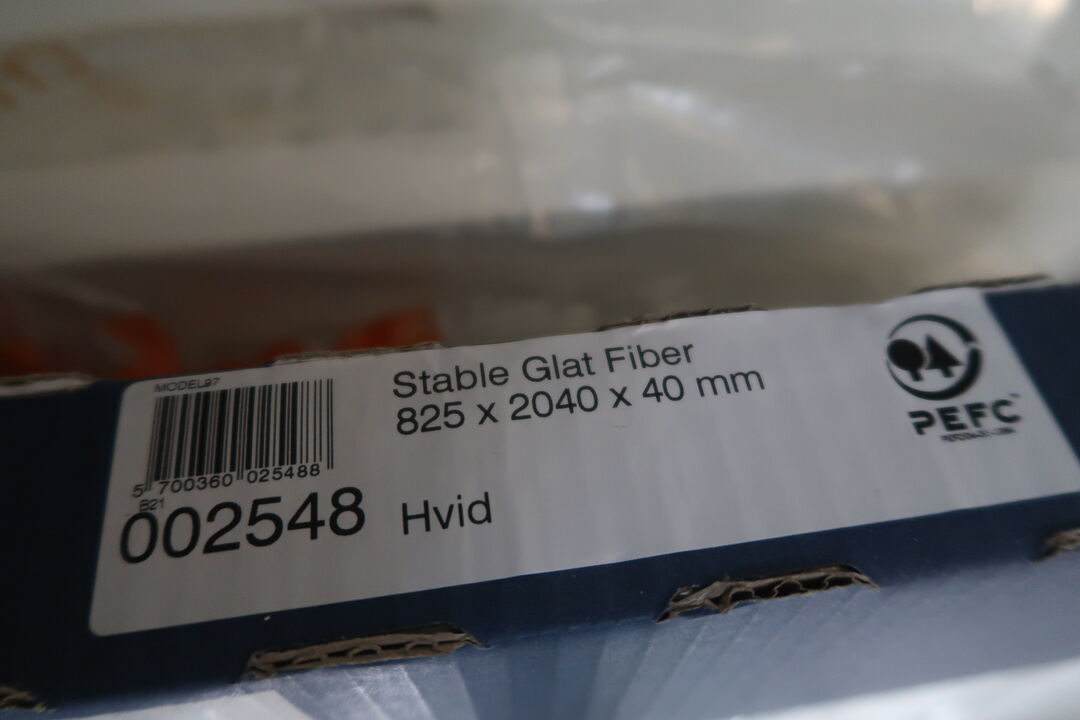 MODEL97
5 700360 025488
B21
002548
Stable Glat Fiber
825 x 2040 x 40 mm
Hvid
PEFC